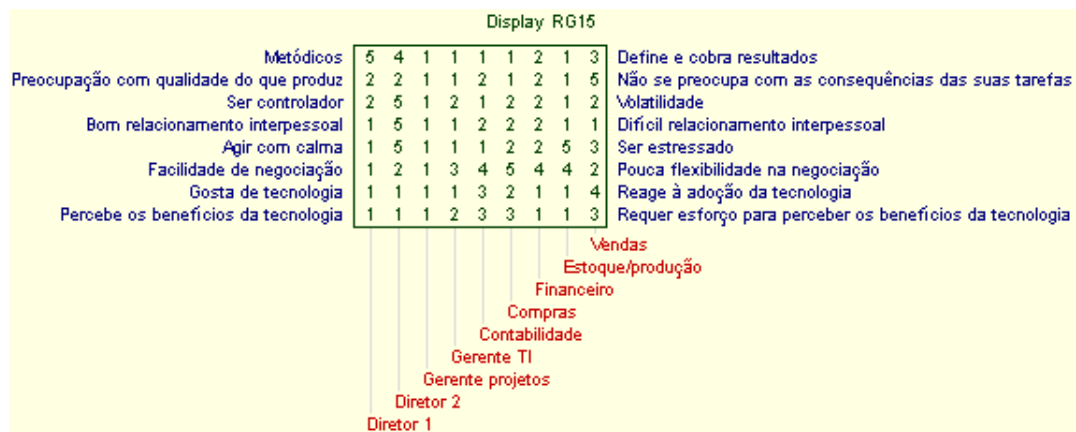 Display RG15
Metódicos 5 4 1 1 1 1 2 1 3 Define e cobra resultados
Preocupação com qualidade do que produz 2 2 1 1 2 1 2 1 5 Não se preocupa com as consequências das suas tarefas
Ser controlador 2 5 1 2 1 2 2 1 2 Volatilidade
Bom relacionamento interpessoal 1 5 1 1 2 2 2 1 1 Difícil relacionamento interpessoal
Agir com calma 1 5 1 1 1 2 2 5 3 Ser estressado
Facilidade de negociação 1 2 1 3 4 5 4 4 2 Pouca flexibilidade na negociação
Gosta de tecnologia 1 1 1 1 3 2 1 1 4 Reage à adoção da tecnologia
Percebe os benefícios da tecnologia 1 1 1 2 3 3 1 1 3 Requer esforço para perceber os benefícios da tecnologia
Vendas
Estoque/produção
Financeiro
Compras
Contabilidade
Gerente TI
Gerente projetos
Diretor 2
Diretor 1